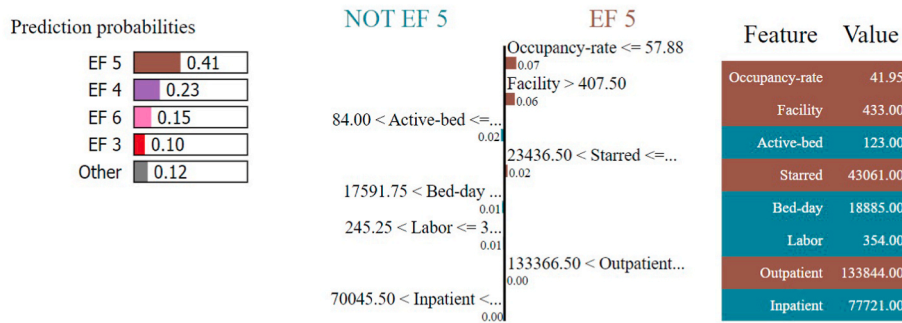 Prediction probabilities
EF 5 0.41
EF 4 0.23
EF 6 0.15
EF 3 0.10
Other 0.12
NOT EF 5 EF 5
Occupancy-rate <= 57.88
0.07
Facility > 407.50
0.06
84.00 < Active-bed <=...
0.02
23436.50 < Starred <=...
0.02
17591.75 < Bed-day ...
0.01
245.25 < Labor <= 3...
0.01
133366.50 < Outpatient...
0.00
70045.50 < Inpatient <...
0.00
Feature Value
Occupancy-rate 41.95
Facility 433.00
Active-bed 123.00
Starred 43061.00
Bed-day 18885.00
Labor 354.00
Outpatient 133844.00
Inpatient 77721.00